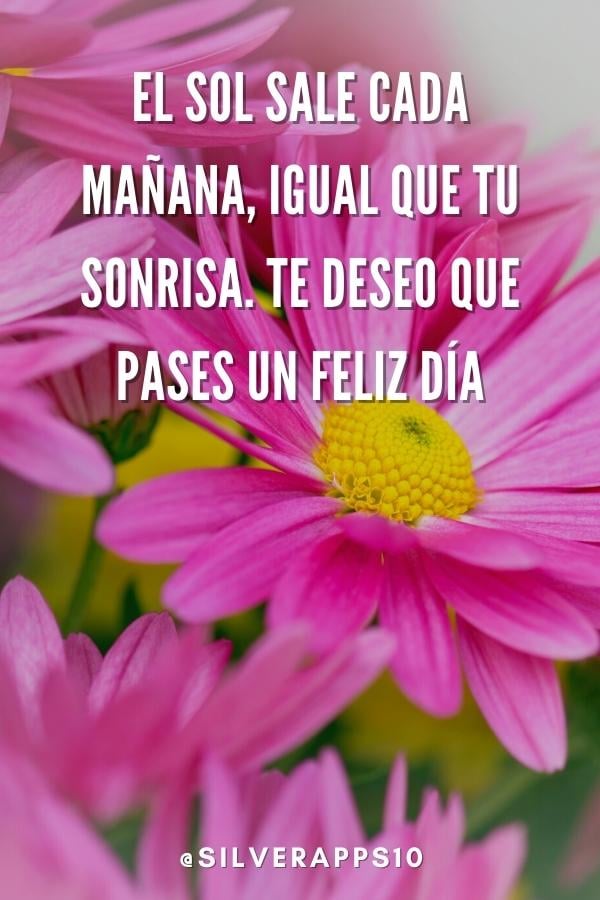 EL SOL SALE CADA
MAÑANA, IGUAL QUE TU
SONRISA. TE DESEO QUE
PASES UN FELIZ DÍA
@SILVERAPPS10